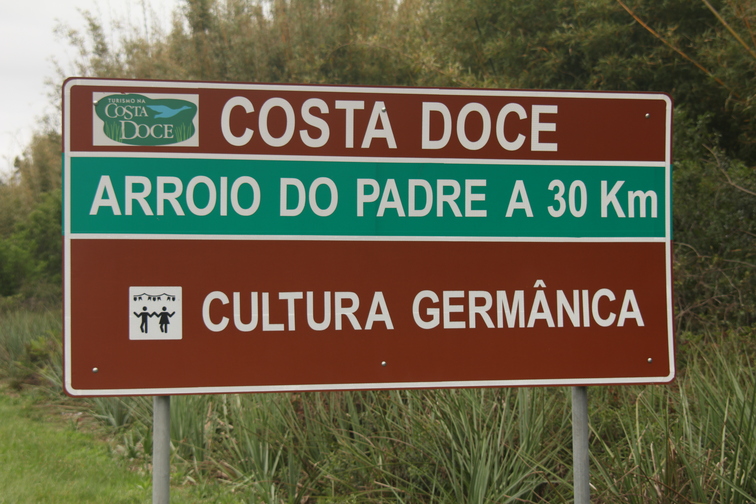 TURISMO NA
COSTA
DOCE
COSTA DOCE
ARROIO DO PADRE A 30 Km
CULTURA GERMÂNICA